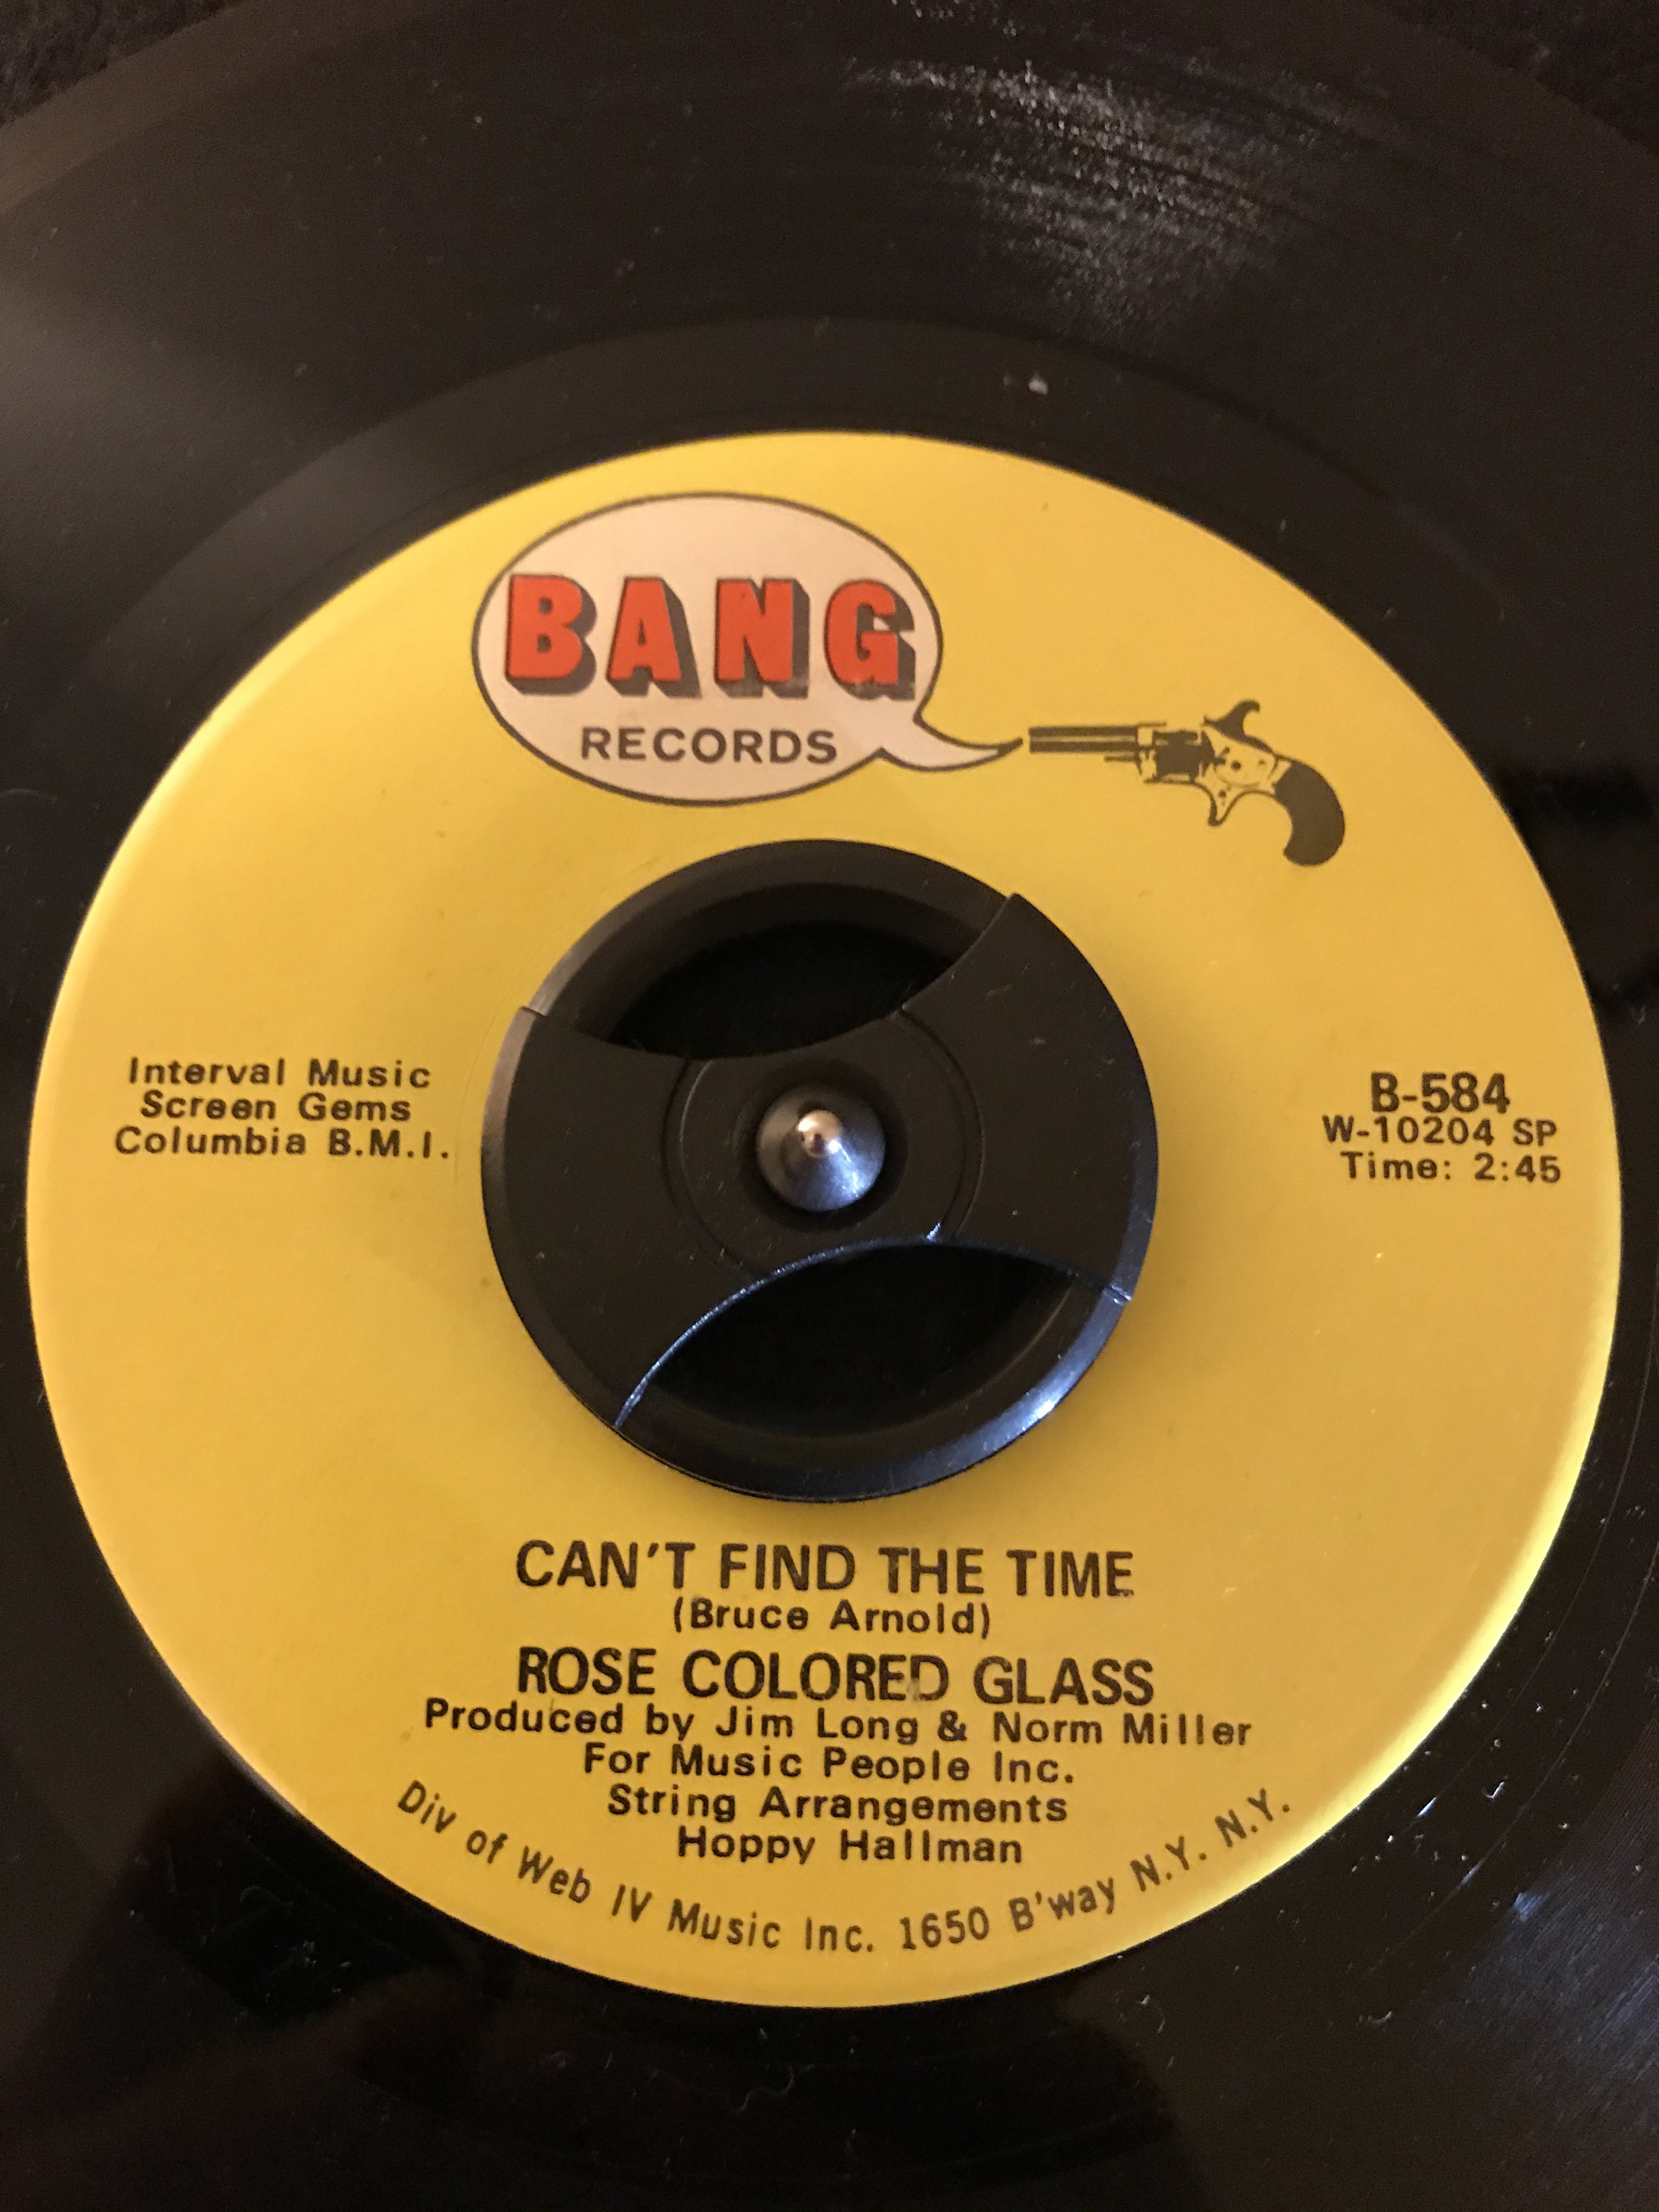 BANG
RECORDS
Interval Music
Screen Gems
Columbia B.M.I.
B-584
W-10204 SP
Time: 2:45
CAN'T FIND THE TIME
(Bruce Arnold)
ROSE COLORED GLASS
Produced by Jim Long & Norm Miller
For Music People Inc.
String Arrangements
Hoppy Hallman
Div of Web IV Music Inc. 1650 B'way N.Y. N.Y.